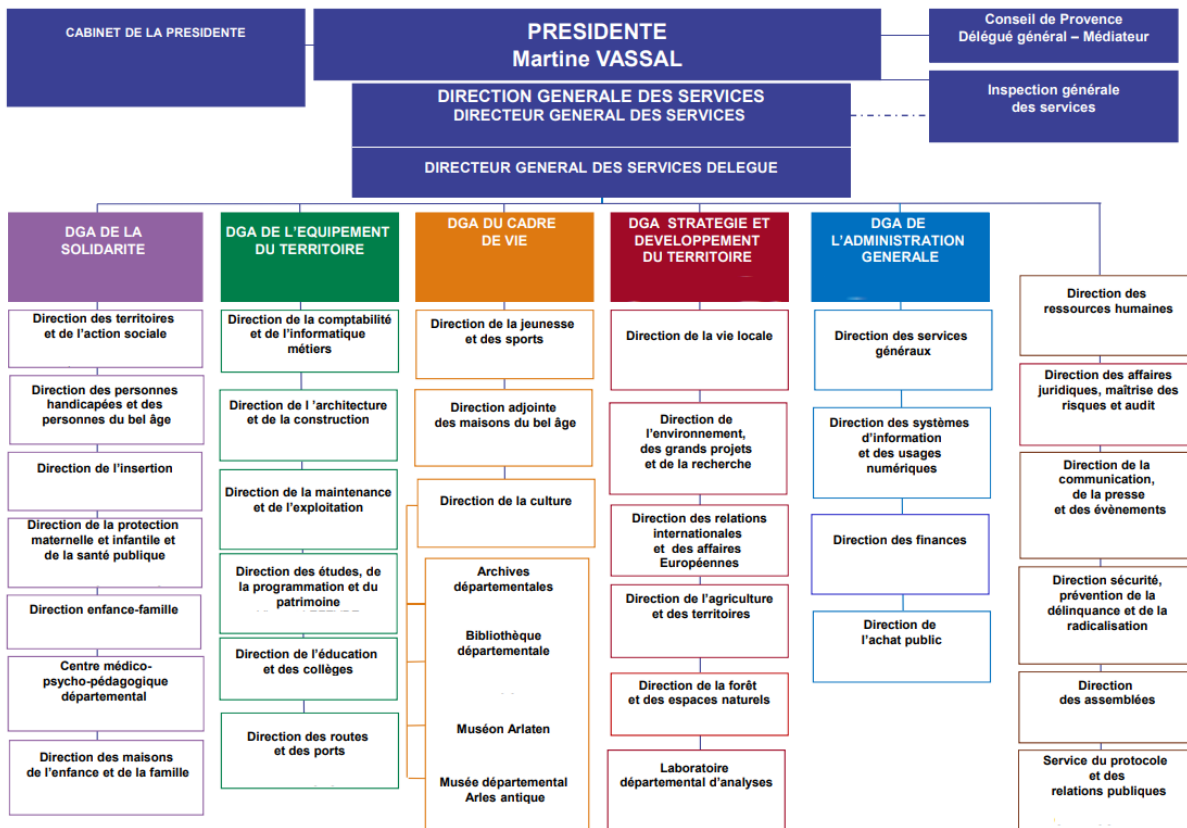 CABINET DE LA PRESIDENTE
PRESIDENTE
Martine VASSAL
Conseil de Provence
Délégué général – Médiateur
Inspection générale
des services
DIRECTION GENERALE DES SERVICES
DIRECTEUR GENERAL DES SERVICES
DIRECTEUR GENERAL DES SERVICES DELEGUE
DGA DE LA
SOLIDARITE
Direction des territoires
et de l'action sociale
Direction des personnes
handicapées et des
personnes du bel âge
Direction de l'insertion
Direction de la protection
maternelle et infantile et
de la santé publique
Direction enfance-famille
Centre médico-
psycho-pédagogique
départemental
Direction des maisons
de l'enfance et de la famille
DGA DE L'EQUIPEMENT
DU TERRITOIRE
Direction de la comptabilité
et de l'informatique
métiers
Direction de l 'architecture
et de la construction
Direction de la maintenance
et de l'exploitation
Direction des études, de
la programmation et du
patrimoine
Direction de l'éducation
et des collèges
Direction des routes
et des ports
DGA DU CADRE
DE VIE
Direction de la jeunesse
et des sports
Direction adjointe
des maisons du bel âge
Direction de la culture
Archives
départementales
Bibliothèque
départementale
Muséon Arlaten
Musée départemental
Arles antique
DGA STRATEGIE ET
DEVELOPPEMENT
DU TERRITOIRE
Direction de la vie locale
Direction de
l'environnement,
des grands projets
et de la recherche
Direction des relations
internationales
et des affaires
Européennes
Direction de l'agriculture
et des territoires
Direction de la forêt
et des espaces naturels
Laboratoire
départemental d'analyses
DGA DE
L'ADMINISTRATION
GENERALE
Direction des services
généraux
Direction des systèmes
d'information
et des usages
numériques
Direction des finances
Direction de
l'achat public
Direction des
ressources humaines
Direction des affaires
juridiques, maîtrise des
risques et audit
Direction de la
communication,
de la presse
et des évènements
Direction sécurité,
prévention de la
délinquance et de la
radicalisation
Direction
des assemblées
Service du protocole
et des
relations publiques